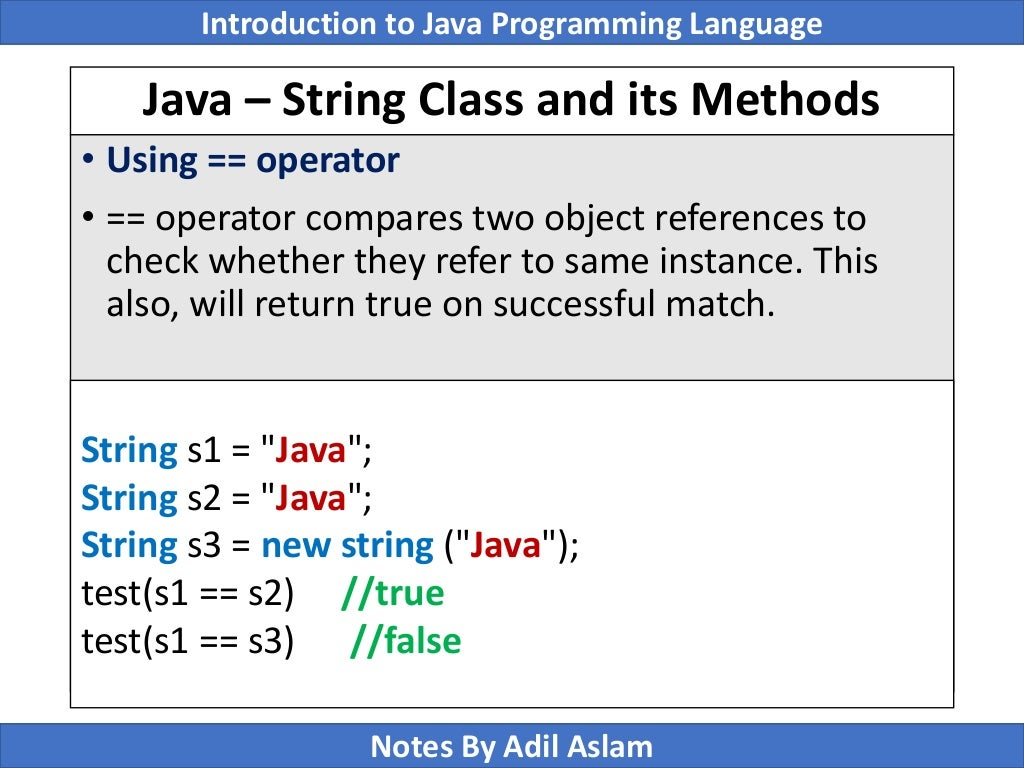 Introduction to Java Programming Language
Java – String Class and its Methods
• Using == operator
• == operator compares two object references to
check whether they refer to same instance. This
also, will return true on successful match.
String s1 = "Java";
String s2 = "Java";
String s3 = new string ("Java");
test(s1 == s2) //true
test(s1 == s3) //false
Notes By Adil Aslam